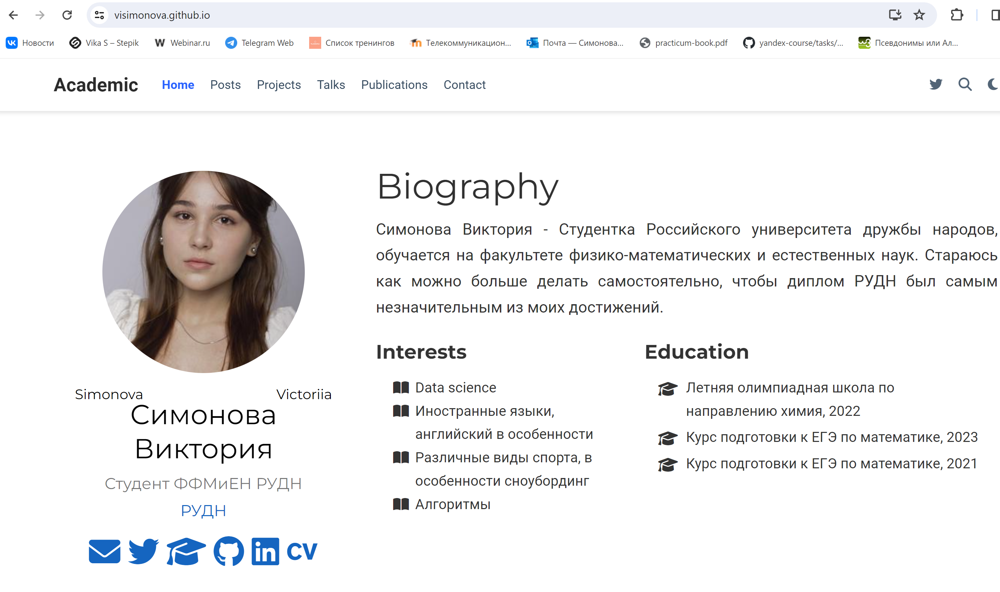 visimonova.github.io
Новости Vika S – Stepik Webinar.ru Telegram Web Список тренингов Телекоммуникацион... Почта — Симонова... practicum-book.pdf yandex-course/tasks/... Псевдонимы или Ал...
Academic Home Posts Projects Talks Publications Contact
Simonova Victoriia
Симонова
Виктория
Студент ФФМиЕН РУДН
РУДН
CV
Biography
Симонова Виктория - Студентка Российского университета дружбы народов,
обучается на факультете физико-математических и естественных наук. Стараюсь
как можно больше делать самостоятельно, чтобы диплом РУДН был самым
незначительным из моих достижений.
Interests
Data science
Иностранные языки,
английский в особенности
Различные виды спорта, в
особенности сноубординг
Алгоритмы
Education
Летняя олимпиадная школа по
направлению химия, 2022
Курс подготовки к ЕГЭ по математике, 2023
Курс подготовки к ЕГЭ по математике, 2021